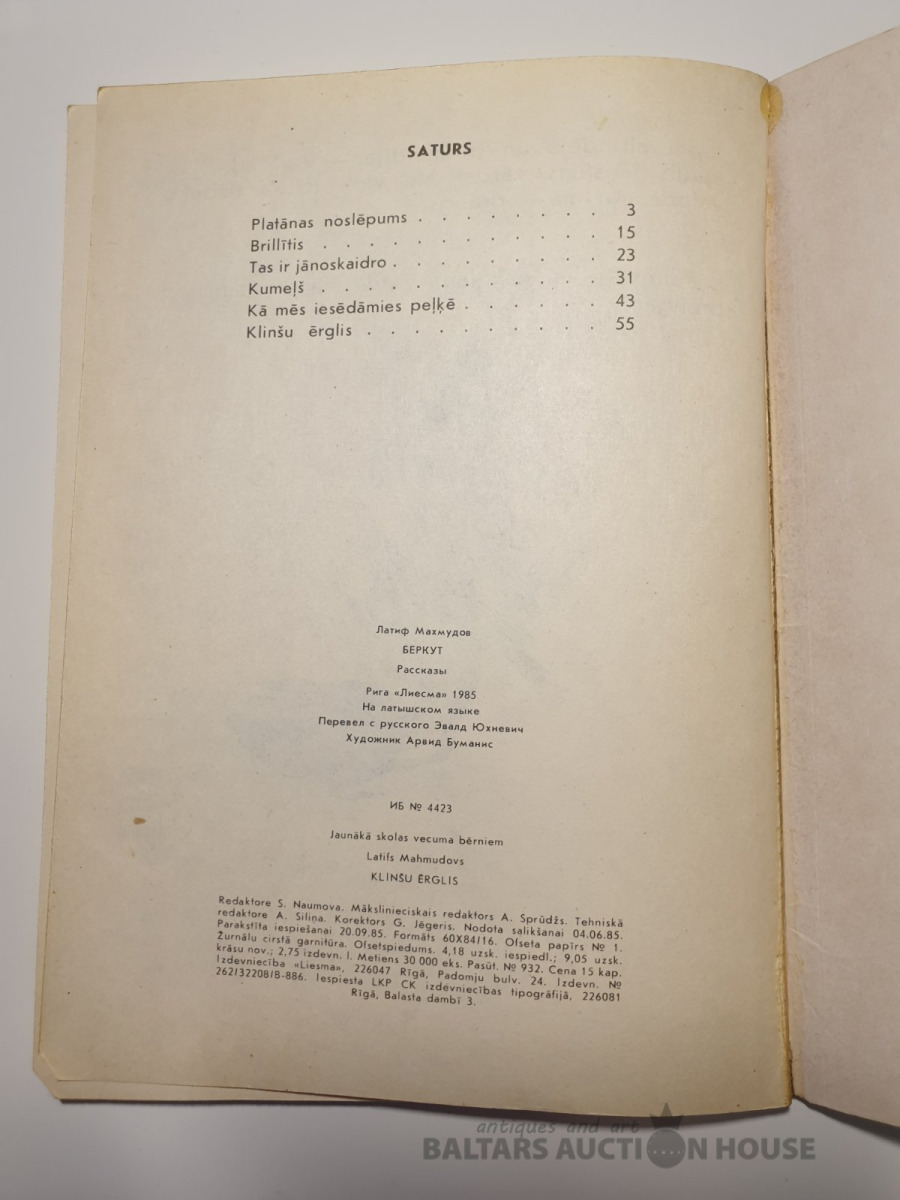 SATURS
Platānas noslēpums . . . . . . . . 3
Brillītis . . . . . . . . . . . . 15
Tas ir jānoskaidro . . . . . . . . . 23
Kumeļš . . . . . . . . . . . . 31
Kā mēs iesēdāmies peļķē . . . . . . 43
Klinšu ērglis . . . . . . . . . . 55
Латиф Махмудов
БЕРКУТ
Рассказы
Рига «Лиесма» 1985
На латышском языке
Перевел с русского Эвалд Юхневич
Художник Арвид Буманис
ИБ № 4423
Jaunākā skolas vecuma bērniem
Latifs Mahmudovs
KLINŠU ĒRGLIS
Redaktore S. Naumova. Mākslinieciskais redaktors A. Sprūdžs. Tehniskā
redaktore A. Siliņa. Korektors G. Jēgeris. Nodota salikšanai 04.06.85.
Parakstīta iespiešanai 20.09.85. Formāts 60X84/16. Ofseta papīrs № 1.
Žurnālu cirstā garnitūra. Ofsetspiedums. 4,18 uzsk. iespiedl.; 9,05 uzsk.
krāsu nov.; 2,75 izdevn. l. Metiens 30 000 eks. Pasūt. № 932. Cena 15 kap.
Izdevniecība «Liesma», 226047 Rīgā, Padomju bulv. 24. Izdevn. №
262/32208/B-886. Iespiesta LKP CK izdevniecības tipogrāfijā, 226081
Rīgā, Balasta dambī 3.
antiques and art
BALTARS AUCTION HOUSE